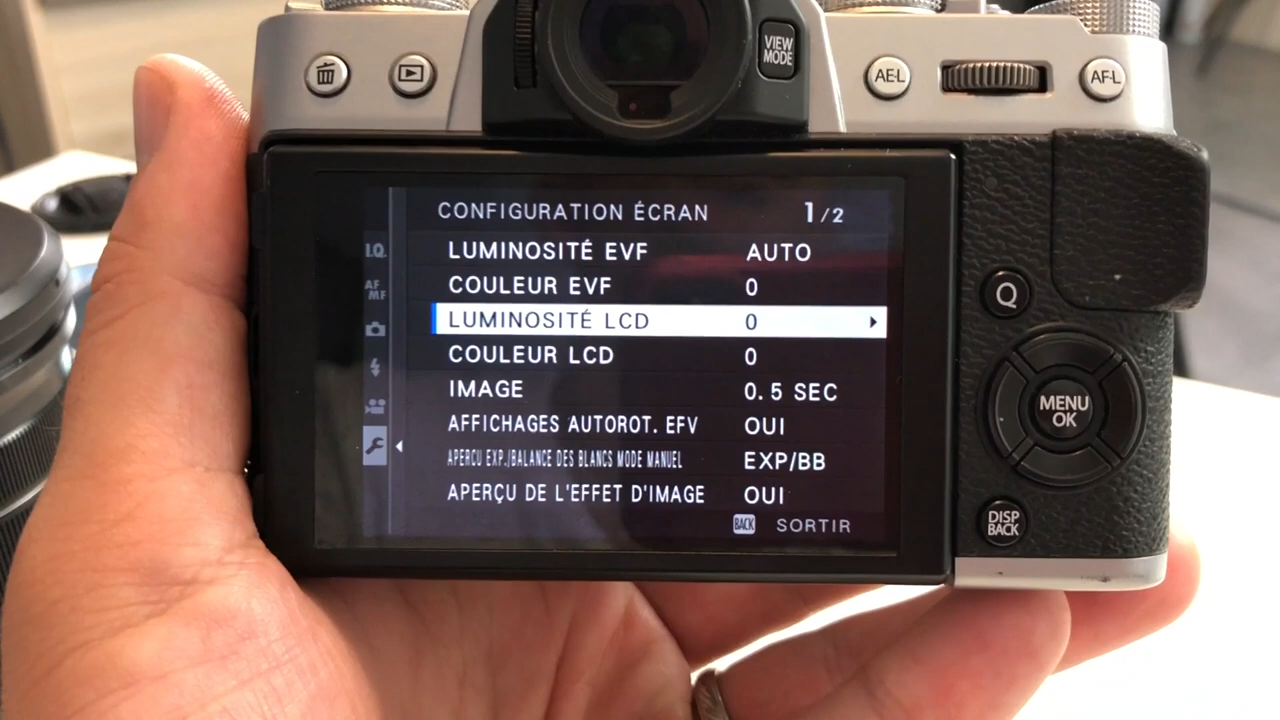 VIEW
MODE
AE-L
AF-L
CONFIGURATION ÉCRAN 1/2
I.Q.
LUMINOSITÉ EVF AUTO
AF
MF
COULEUR EVF 0
LUMINOSITÉ LCD 0
COULEUR LCD 0
IMAGE 0.5 SEC
AFFICHAGES AUTOROT. EFV OUI
APERCU EXP./BALANCE DES BLANCS MODE MANUEL EXP/BB
APERÇU DE L'EFFET D'IMAGE OUI
BACK SORTIR
Q
MENU
OK
DISP
BACK